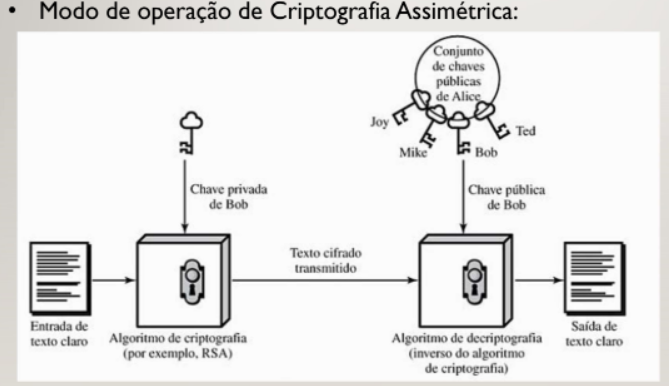 • Modo de operação de Criptografia Assimétrica:
Conjunto
de chaves
públicas
de Alice
Joy
Mike
Bob
Ted
Chave privada
de Bob
Chave pública
de Bob
Texto cifrado
transmitido
Entrada de
texto claro
Algoritmo de criptografia
(por exemplo, RSA)
Algoritmo de decriptografia
(inverso do algoritmo
de criptografia)
Saída de
texto claro